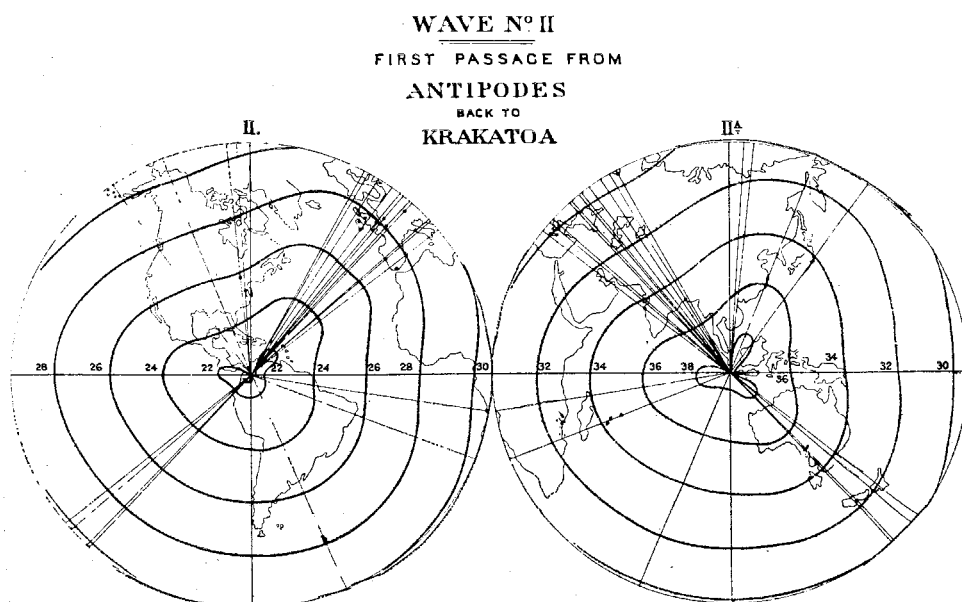 WAVE Nº II
FIRST PASSAGE FROM
ANTIPODES
BACK TO
KRAKATOA
II.
IIA
28 26 24 22 22 24 26 28 30
32 34 36 38 36 34 32 30